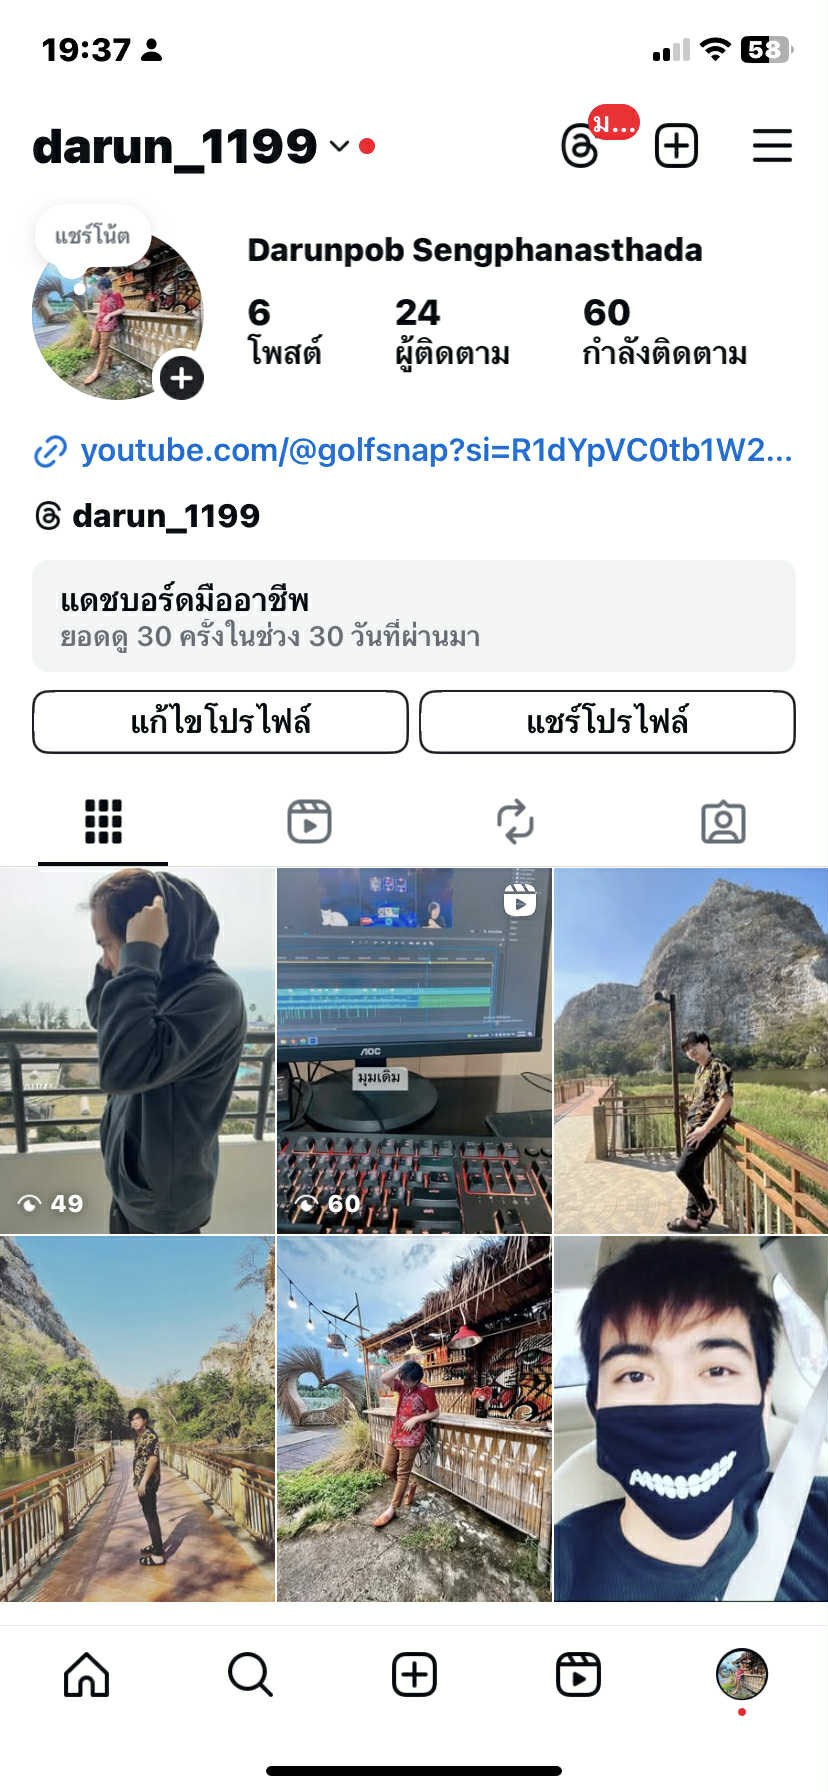 19:37
58
darun_1199
ม...
แชร์โน้ต
Darunpob Sengphanasthada
6
24
60
โพสต์
ผู้ติดตาม
กำลังติดตาม
youtube.com/@golfsnap?si=R1dYpVC0tb1W2...
darun_1199
แดชบอร์ดมืออาชีพ
ยอดดู 30 ครั้งในช่วง 30 วันที่ผ่านมา
แก้ไขโปรไฟล์
แชร์โปรไฟล์
AOC
มุมเดิม
49
60